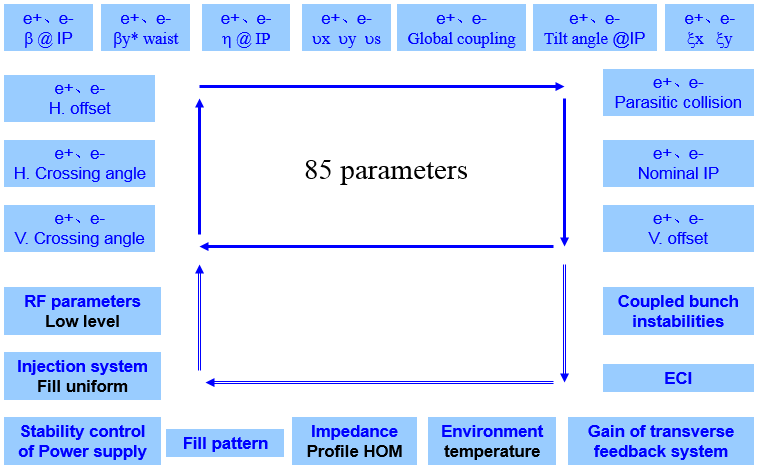 e+、e-
β @ IP
e+、e-
βy* waist
e+、e-
η @ IP
e+、e-
υx υy υs
e+、e-
Global coupling
e+、e-
Tilt angle @IP
e+、e-
ξx ξy
e+、e-
H. offset
e+、e-
Parasitic collision
85 parameters
e+、e-
H. Crossing angle
e+、e-
Nominal IP
e+、e-
V. Crossing angle
e+、e-
V. offset
RF parameters
Low level
Coupled bunch
instabilities
Injection system
Fill uniform
ECI
Stability control
of Power supply
Fill pattern
Impedance
Profile HOM
Environment
temperature
Gain of transverse
feedback system